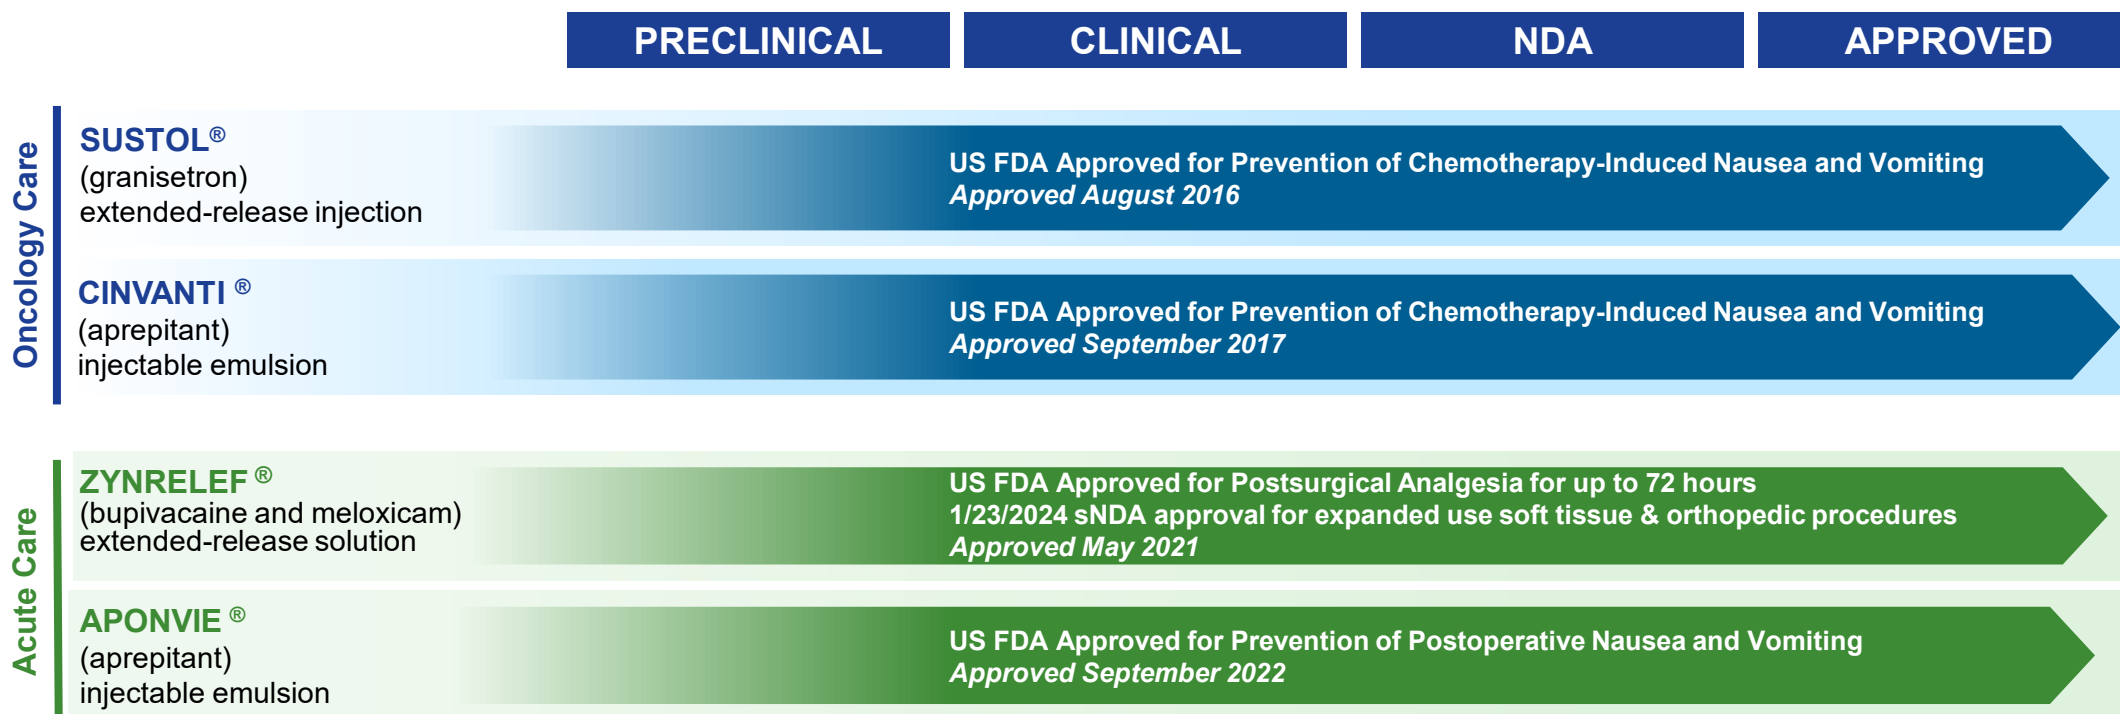 PRECLINICAL CLINICAL NDA APPROVED
Oncology Care
SUSTOL®
(granisetron)
extended-release injection
US FDA Approved for Prevention of Chemotherapy-Induced Nausea and Vomiting
Approved August 2016
CINVANTI ®
(aprepitant)
injectable emulsion
US FDA Approved for Prevention of Chemotherapy-Induced Nausea and Vomiting
Approved September 2017
Acute Care
ZYNRELEF ®
(bupivacaine and meloxicam)
extended-release solution
US FDA Approved for Postsurgical Analgesia for up to 72 hours
1/23/2024 sNDA approval for expanded use soft tissue & orthopedic procedures
Approved May 2021
APONVIE ®
(aprepitant)
injectable emulsion
US FDA Approved for Prevention of Postoperative Nausea and Vomiting
Approved September 2022